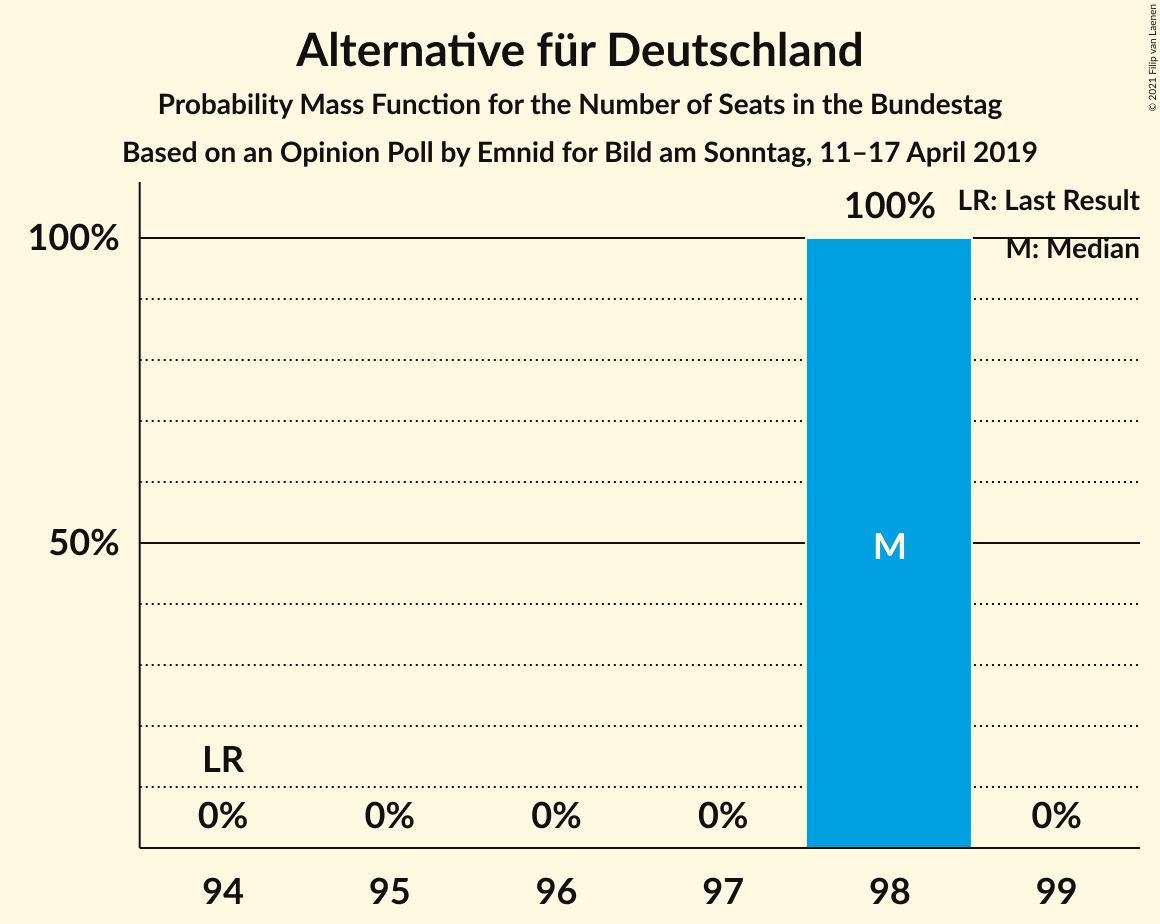 Alternative für Deutschland
Probability Mass Function for the Number of Seats in the Bundestag
Based on an Opinion Poll by Emnid for Bild am Sonntag, 11–17 April 2019
© 2021 Filip van Laenen
LR: Last Result
M: Median
100%
100%
50%
M
LR
0%
0%
0%
0%
0%
94
95
96
97
98
99